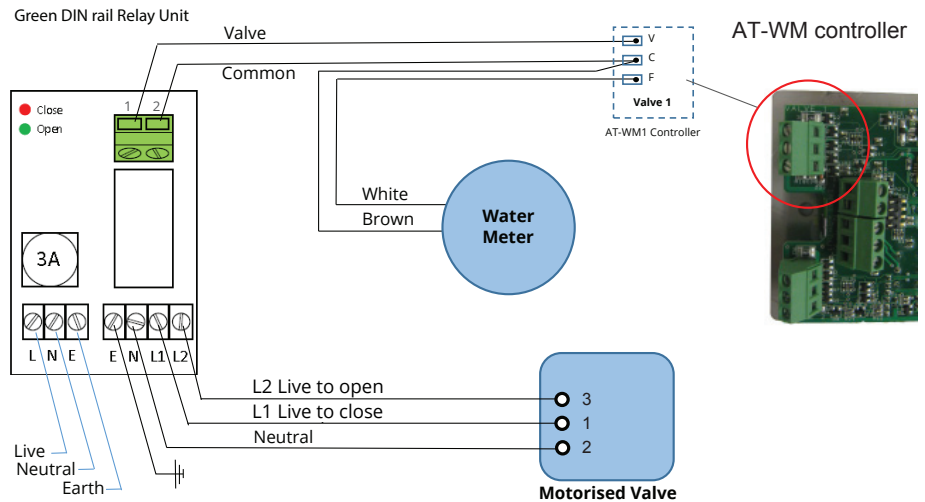 Green DIN rail Relay Unit
AT-WM controller
Valve
Common
V
C
F
Valve 1
AT-WM1 Controller
VALVE
Close
Open
1 2
White
Brown
Water
Meter
3A
L N E E N L1 L2
L2 Live to open
L1 Live to close
Neutral
3
1
2
Live
Neutral
Earth
Motorised Valve